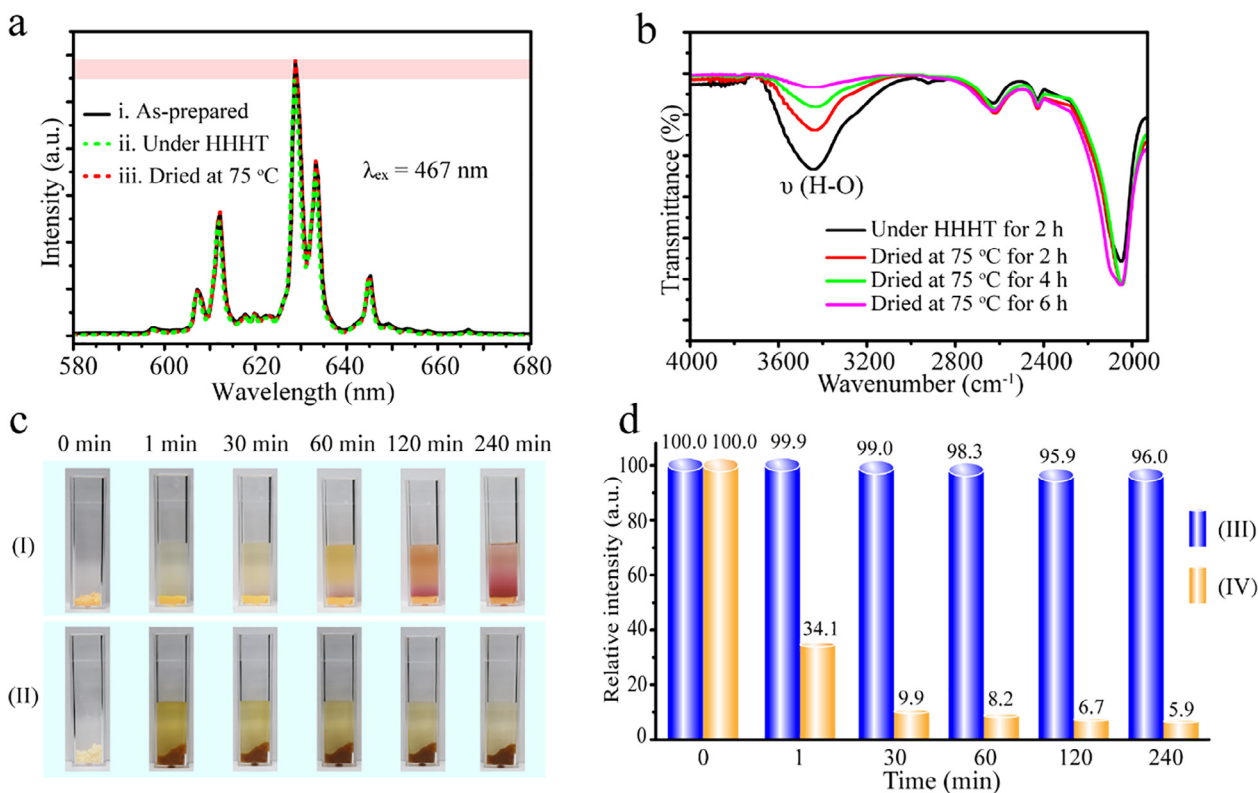 a
i. As-prepared
ii. Under HHHT
iii. Dried at 75 °C
λex = 467 nm
Intensity (a.u.)
580 600 620 640 660 680
Wavelength (nm)
b
Transmittance (%)
υ (H-O)
Under HHHT for 2 h
Dried at 75 °C for 2 h
Dried at 75 °C for 4 h
Dried at 75 °C for 6 h
4000 3600 3200 2800 2400 2000
Wavenumber (cm-1)
c
0 min 1 min 30 min 60 min 120 min 240 min
(I)
(II)
d
100.0 100.0 99.9 99.0 98.3 95.9 96.0
34.1 9.9 8.2 6.7 5.9
(III)
(IV)
Relative intensity (a.u.)
100
80
60
40
20
0
0 1 30 60 120 240
Time (min)